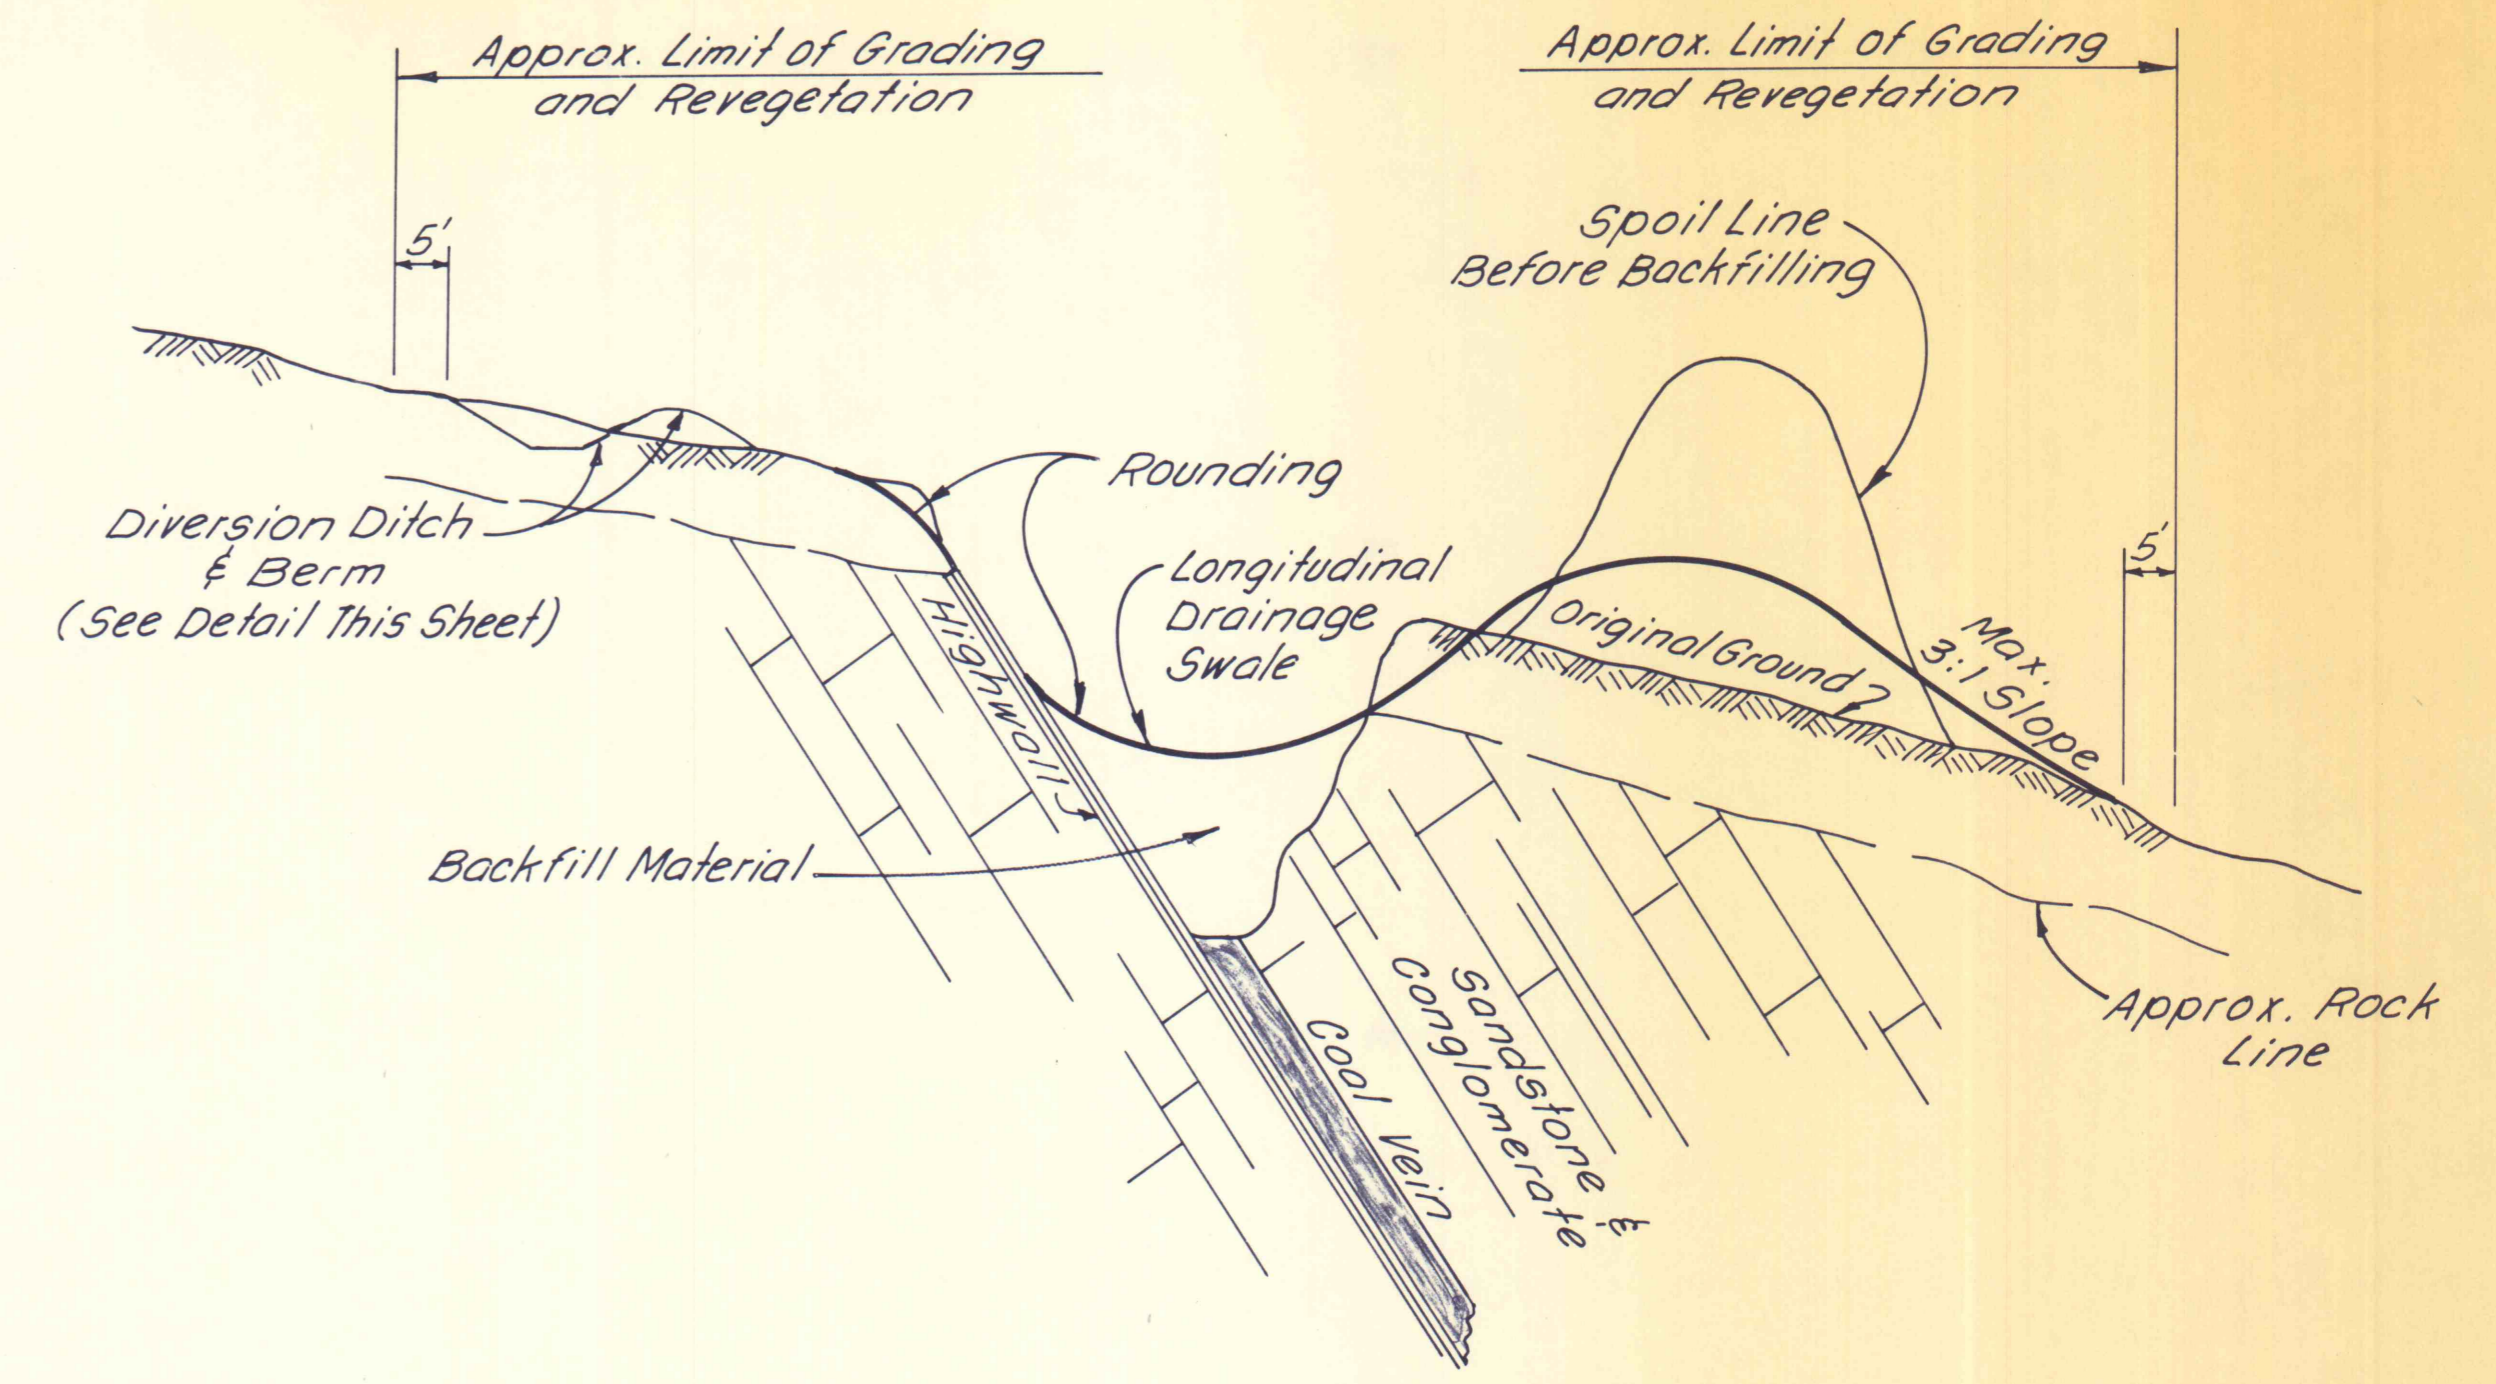 Approx. Limit of Grading
and Revegetation
Approx. Limit of Grading
and Revegetation
5'
Spoil Line
Before Backfilling
Rounding
Diversion Ditch
& Berm
(See Detail This Sheet)
Longitudinal
Drainage
Swale
5'
Highwall
Original Ground
Max.
3:1 Slope
Backfill Material
Coal Vein
Sandstone &
Conglomerate
Approx. Rock
Line